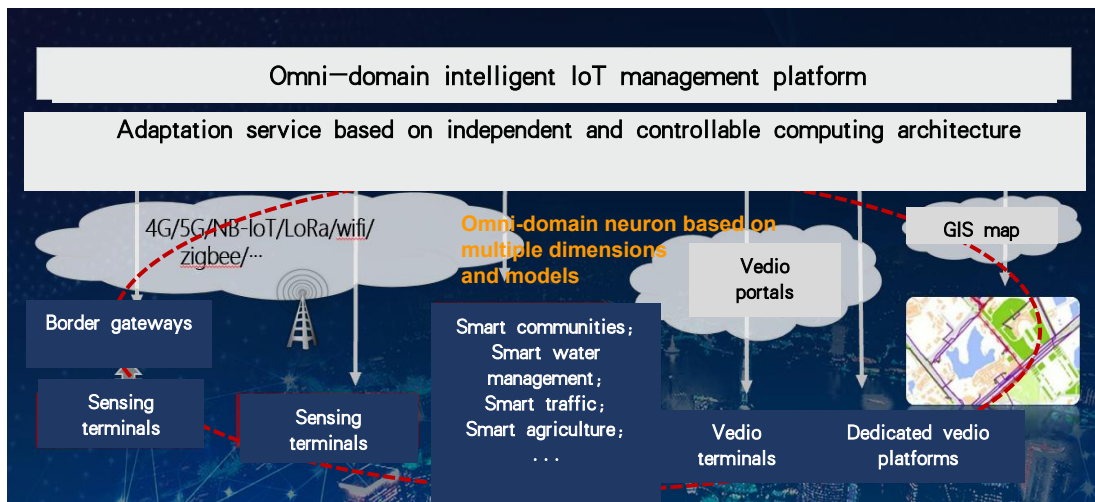 Omni-domain intelligent IoT management platform
Adaptation service based on independent and controllable computing architecture
4G/5G/NB-IoT/LoRa/wifi/
zigbee/...
Omni-domain neuron based on
multiple dimensions
and models
GIS map
Vedio
portals
Border gateways
Smart communities;
Smart water
management;
Smart traffic;
Smart agriculture;
...
Sensing
terminals
Sensing
terminals
Vedio
terminals
Dedicated vedio
platforms